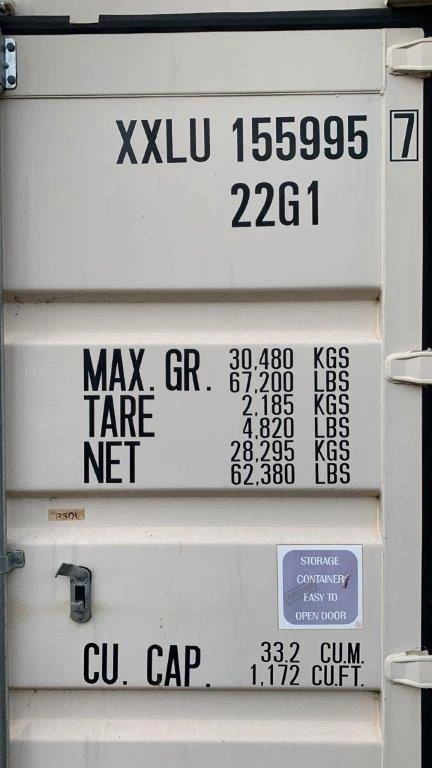 XXLU 155995 7
22G1
MAX. GR. 30,480 KGS
67,200 LBS
TARE 2,185 KGS
4,820 LBS
NET 28,295 KGS
62,380 LBS
STORAGE
CONTAINER
EASY TO
OPEN DOOR
CU. CAP. 33.2 CU.M.
1,172 CU.FT.